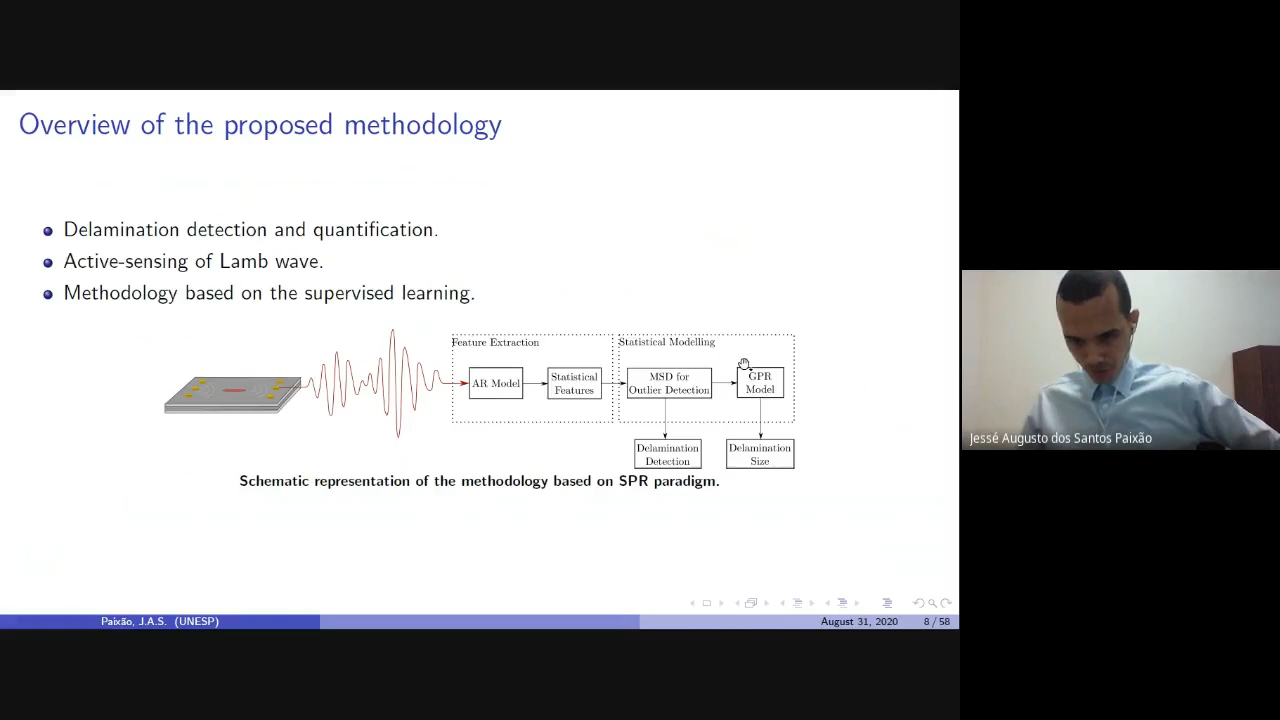 Overview of the proposed methodology
Delamination detection and quantification.
Active-sensing of Lamb wave.
Methodology based on the supervised learning.
Feature Extraction
AR Model
Statistical
Features
Statistical Modelling
MSD for
Outlier Detection
GPR
Model
Delamination
Detection
Delamination
Size
Schematic representation of the methodology based on SPR paradigm.
Paixão, J.A.S. (UNESP)
August 31, 2020
8 / 58
Jessé Augusto dos Santos Paixão